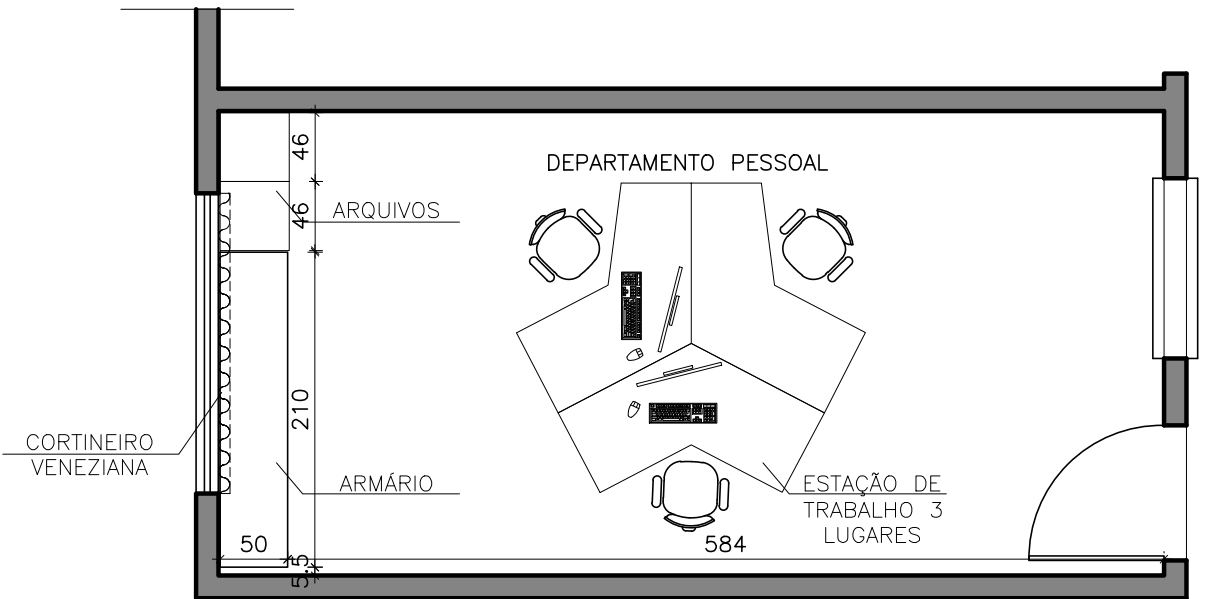 46
DEPARTAMENTO PESSOAL
46
ARQUIVOS
210
CORTINEIRO
VENEZIANA
ARMÁRIO
ESTAÇÃO DE
TRABALHO 3
LUGARES
50
584
5,5